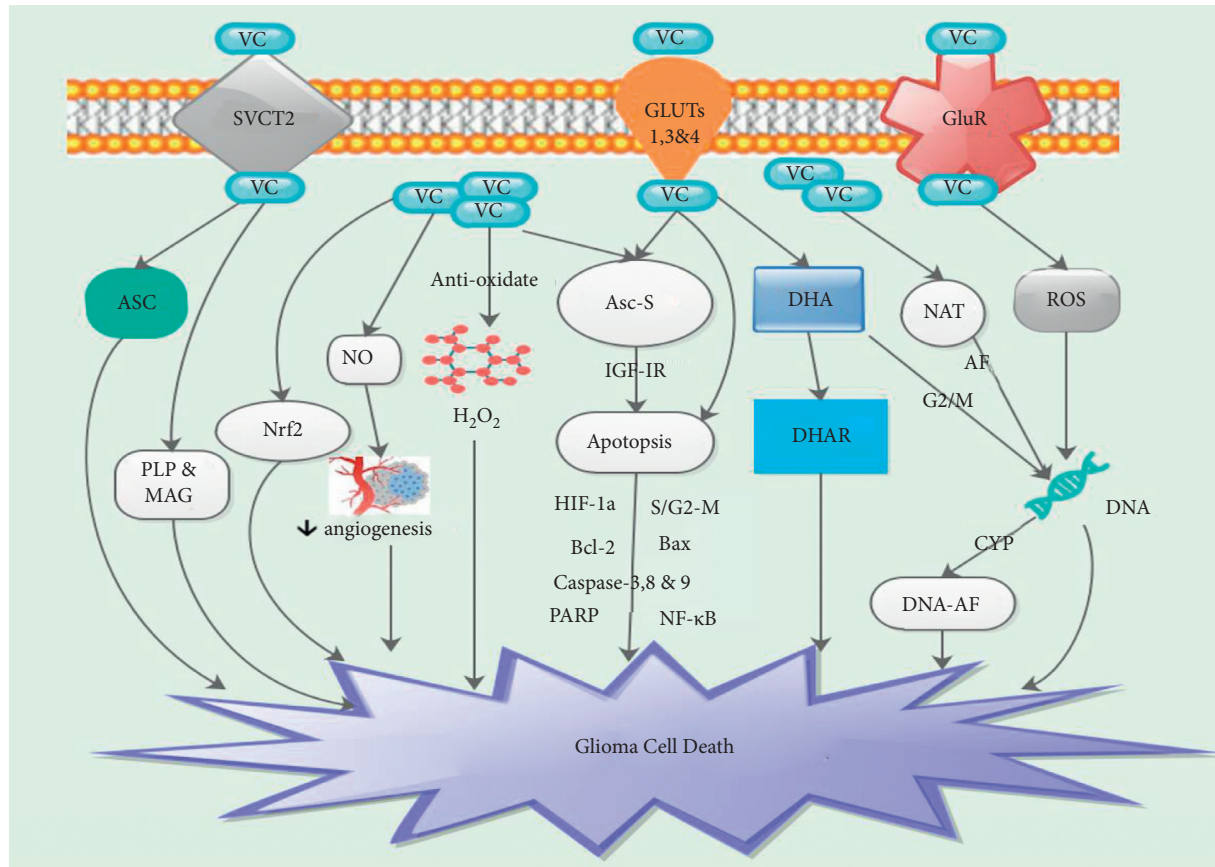 VC
VC
VC
SVCT2
GLUTs
1,3&4
GluR
VC
VC
VC
VC
VC
VC
VC
VC
ASC
Anti-oxidate
Asc-S
DHA
NAT
ROS
NO
IGF-IR
AF
G2/M
Nrf2
H₂O₂
Apotopsis
DHAR
PLP &
MAG
angiogenesis
HIF-1a
S/G2-M
DNA
Bcl-2
Bax
CYP
Caspase-3,8 & 9
DNA-AF
PARP
NF-κB
Glioma Cell Death